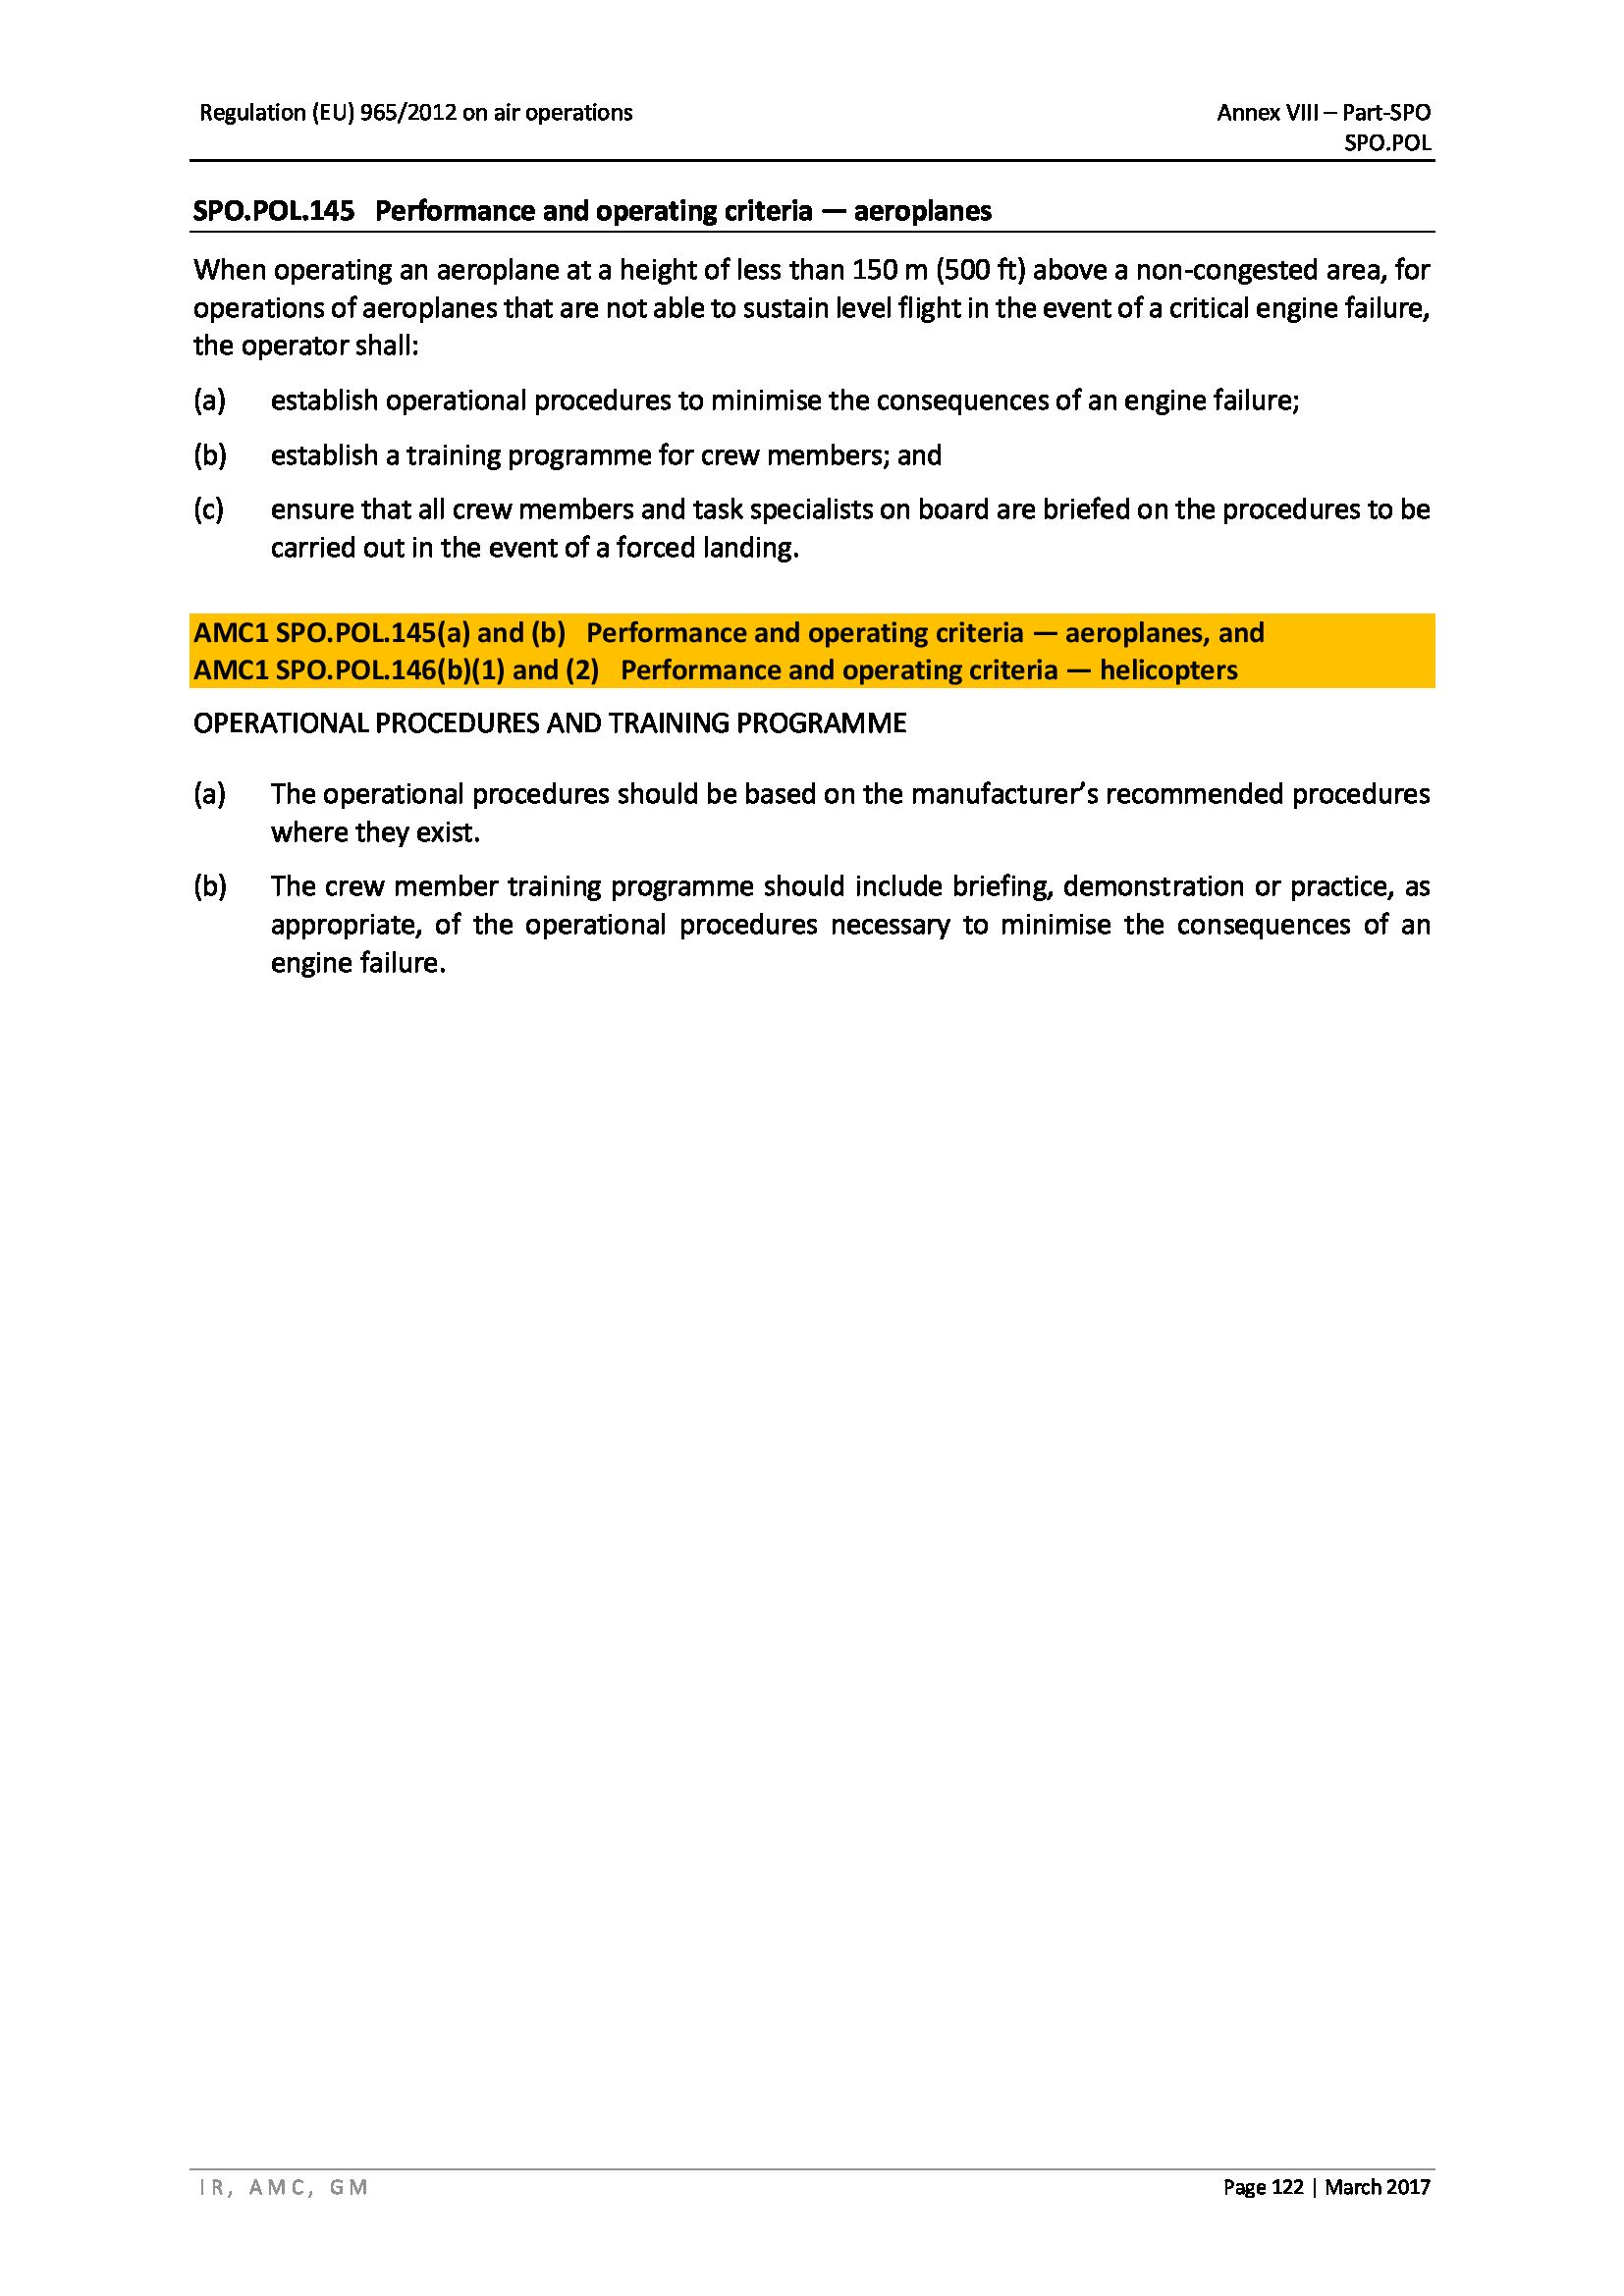 Regulation (EU) 965/2012 on air operations
Annex VIII – Part-SPO
SPO.POL
SPO.POL.145 Performance and operating criteria — aeroplanes
When operating an aeroplane at a height of less than 150 m (500 ft) above a non-congested area, for
operations of aeroplanes that are not able to sustain level flight in the event of a critical engine failure,
the operator shall:
(a) establish operational procedures to minimise the consequences of an engine failure;
(b) establish a training programme for crew members; and
(c) ensure that all crew members and task specialists on board are briefed on the procedures to be
carried out in the event of a forced landing.
AMC1 SPO.POL.145(a) and (b) Performance and operating criteria — aeroplanes, and
AMC1 SPO.POL.146(b)(1) and (2) Performance and operating criteria — helicopters
OPERATIONAL PROCEDURES AND TRAINING PROGRAMME
(a) The operational procedures should be based on the manufacturer’s recommended procedures
where they exist.
(b) The crew member training programme should include briefing, demonstration or practice, as
appropriate, of the operational procedures necessary to minimise the consequences of an
engine failure.
IR, AMC, GM
Page 122 | March 2017